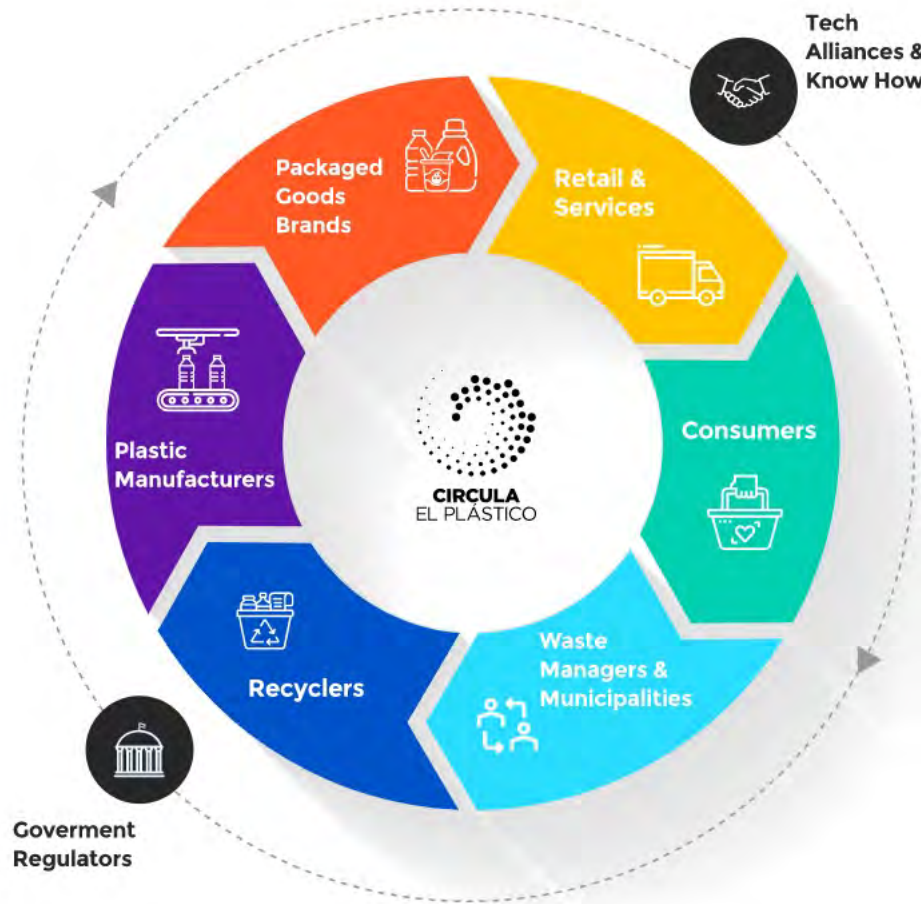 Tech
Alliances &
Know How
Packaged
Goods
Brands
Retail &
Services
Plastic
Manufacturers
Consumers
CIRCULA
EL PLÁSTICO
Waste
Managers &
Municipalities
Recyclers
Goverment
Regulators